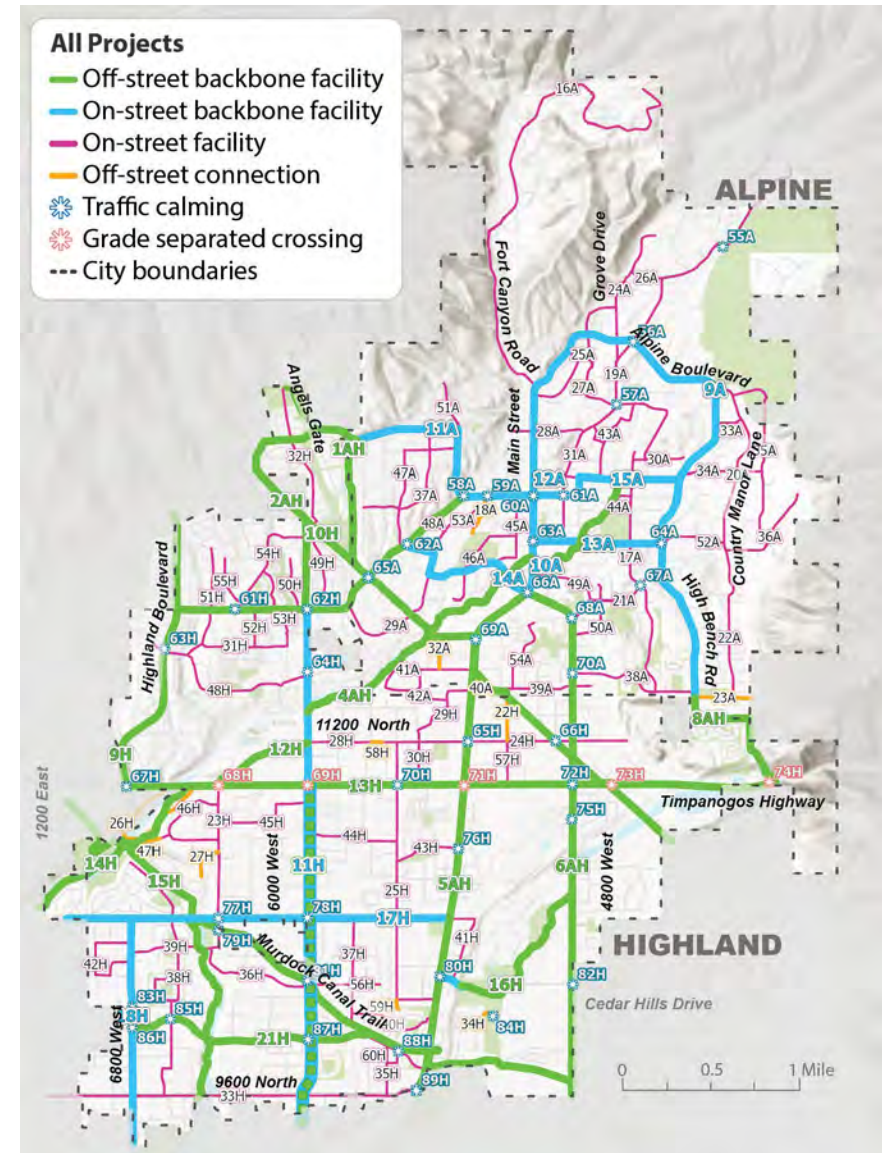 All Projects
Off-street backbone facility
On-street backbone facility
On-street facility
Off-street connection
Traffic calming
Grade separated crossing
City boundaries
16A
ALPINE
55A
Fort Canyon Road
Grove Drive
26A
24A
Alpine Boulevard
25A
19A
27A
9A
57A
Angels Gate
51A
11A
Main Street
28A
43A
33A
1AH
32H
31A
30A
47A
34A
Country Manor Lane
2AH
37A
58A
59A
12A
61A
15A
60A
18A
44A
10H
48A
53A
45A
63A
64A
54H
62A
13A
52A
36A
49H
46A
17A
55H
50H
65A
10A
14A
66A
49A
67A
51H
61H
62H
21A
53H
52H
68A
29A
50A
Highland Boulevard
63H
31H
69A
High Bench Rd
22A
32A
54A
64H
41A
70A
38A
48H
4AH
42A
40A
39A
23A
22H
8AH
11200 North
29H
9H
12H
28H
58H
65H
24H
66H
30H
57H
67H
68H
69H
13H
70H
71H
72H
73H
74H
Timpanogos Highway
1200 East
46H
26H
23H
45H
75H
44H
47H
27H
43H
76H
14H
6000 West
11H
6AH
4800 West
15H
5AH
25H
77H
78H
17H
79H
Murdock Canal Trail
41H
HIGHLAND
39H
37H
42H
38H
36H
56H
80H
16H
82H
83H
59H
Cedar Hills Drive
85H
34H
84H
86H
6800 West
21H
87H
88H
60H
35H
9600 North
89H
33H
0 0.5 1 Mile